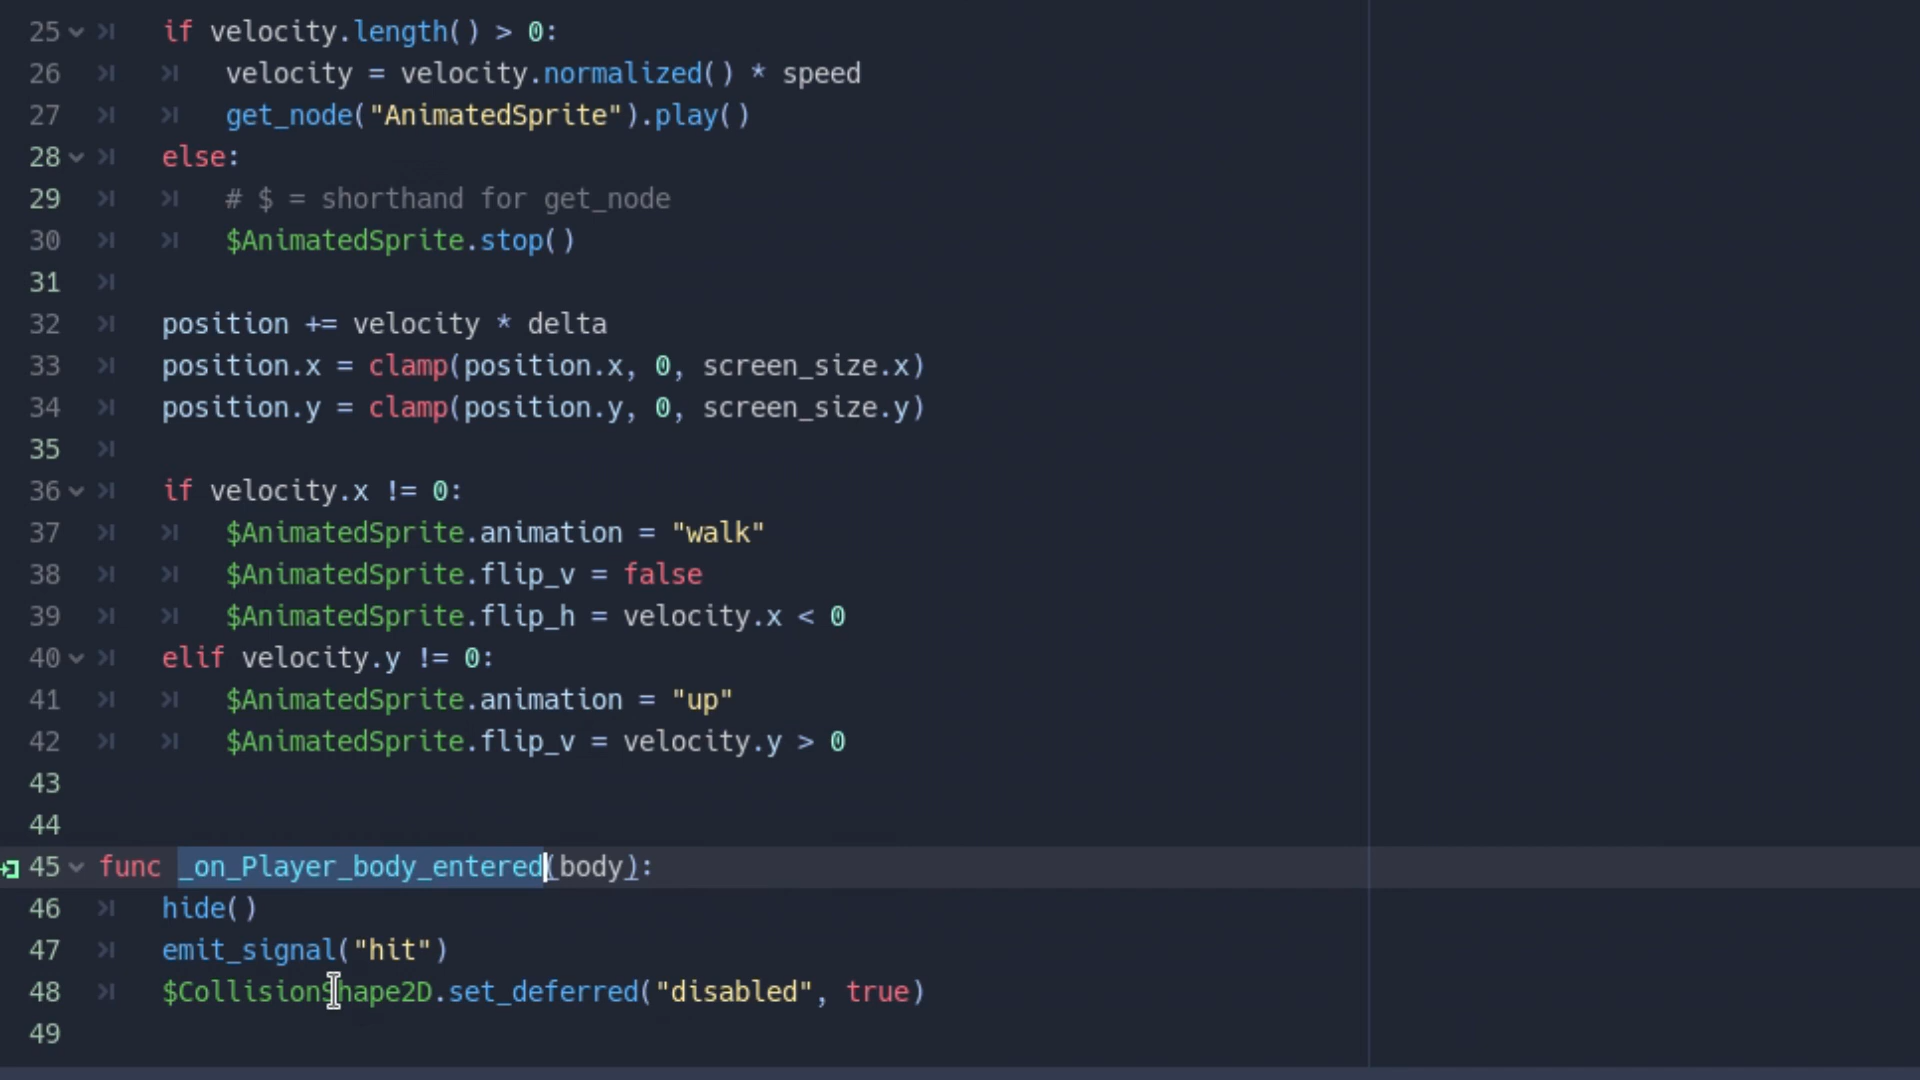 25 if velocity.length() > 0:
26 velocity = velocity.normalized() * speed
27 get_node("AnimatedSprite").play()
28 else:
29 # $ = shorthand for get_node
30 $AnimatedSprite.stop()
31
32 position += velocity * delta
33 position.x = clamp(position.x, 0, screen_size.x)
34 position.y = clamp(position.y, 0, screen_size.y)
35
36 if velocity.x != 0:
37 $AnimatedSprite.animation = "walk"
38 $AnimatedSprite.flip_v = false
39 $AnimatedSprite.flip_h = velocity.x < 0
40 elif velocity.y != 0:
41 $AnimatedSprite.animation = "up"
42 $AnimatedSprite.flip_v = velocity.y > 0
43
44
45 func _on_Player_body_entered(body):
46 hide()
47 emit_signal("hit")
48 $CollisionShape2D.set_deferred("disabled", true)
49